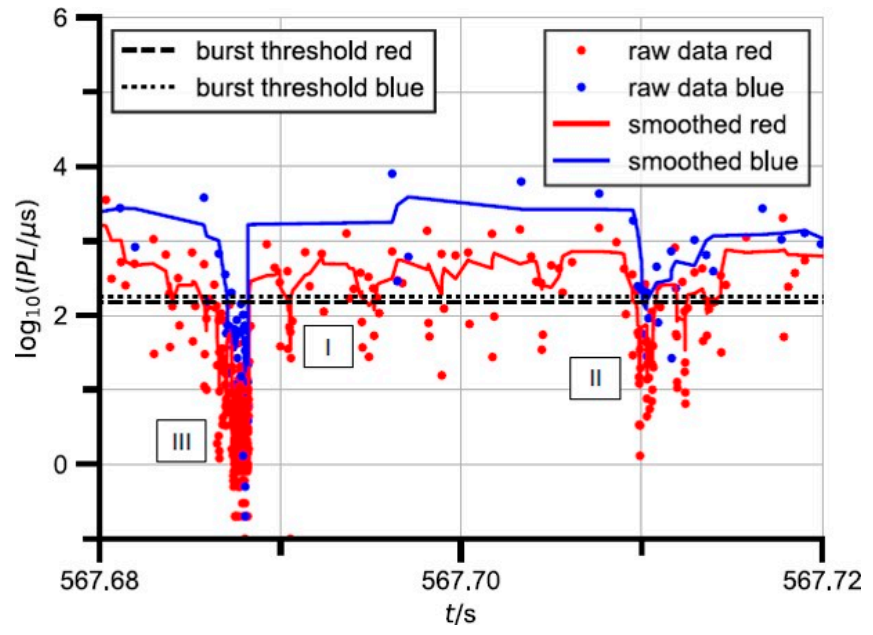 6
burst threshold red
burst threshold blue
raw data red
raw data blue
smoothed red
smoothed blue
4
log₁₀(IPL/μs)
2
I
II
III
0
567.68
567.70
567.72
t/s